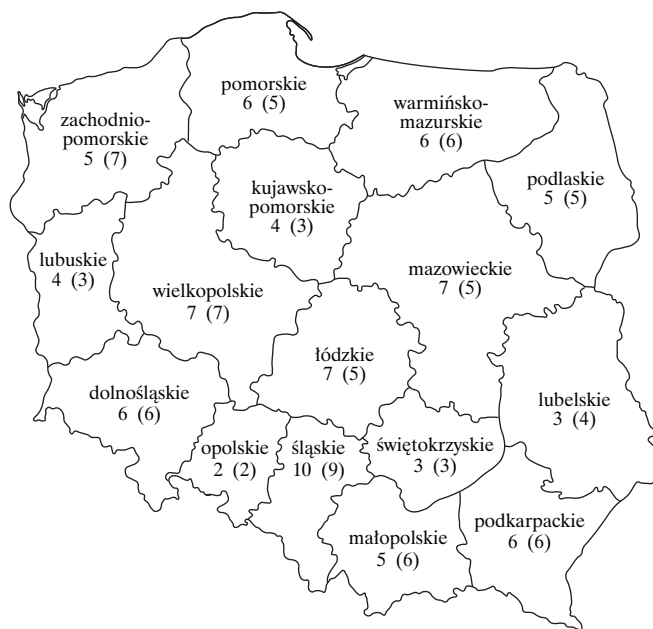 pomorskie
6 (5)
warmińsko-
mazurskie
6 (6)
zachodnio-
pomorskie
5 (7)
podlaskie
5 (5)
kujawsko-
pomorskie
4 (3)
lubuskie
4 (3)
mazowieckie
7 (5)
wielkopolskie
7 (7)
łódzkie
7 (5)
dolnośląskie
6 (6)
lubelskie
3 (4)
opolskie
2 (2)
śląskie
10 (9)
świętokrzyskie
3 (3)
podkarpackie
6 (6)
małopolskie
5 (6)